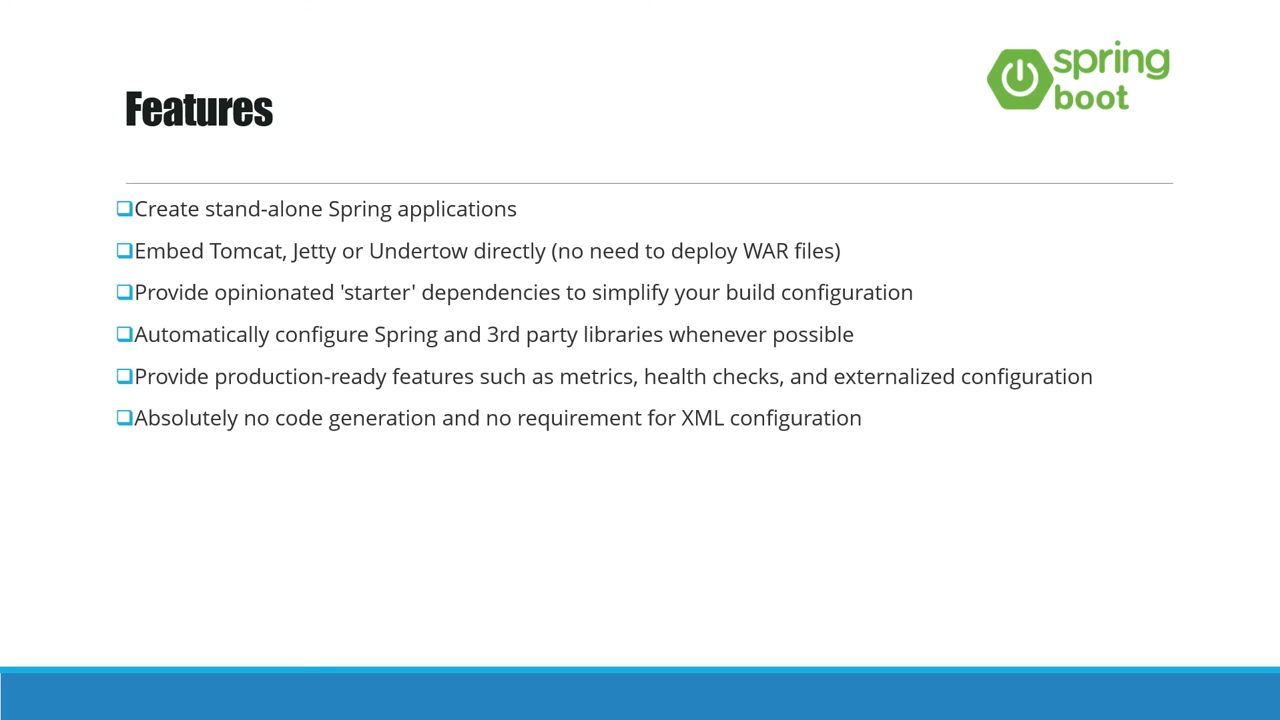 spring
boot
Features
Create stand-alone Spring applications
Embed Tomcat, Jetty or Undertow directly (no need to deploy WAR files)
Provide opinionated 'starter' dependencies to simplify your build configuration
Automatically configure Spring and 3rd party libraries whenever possible
Provide production-ready features such as metrics, health checks, and externalized configuration
Absolutely no code generation and no requirement for XML configuration